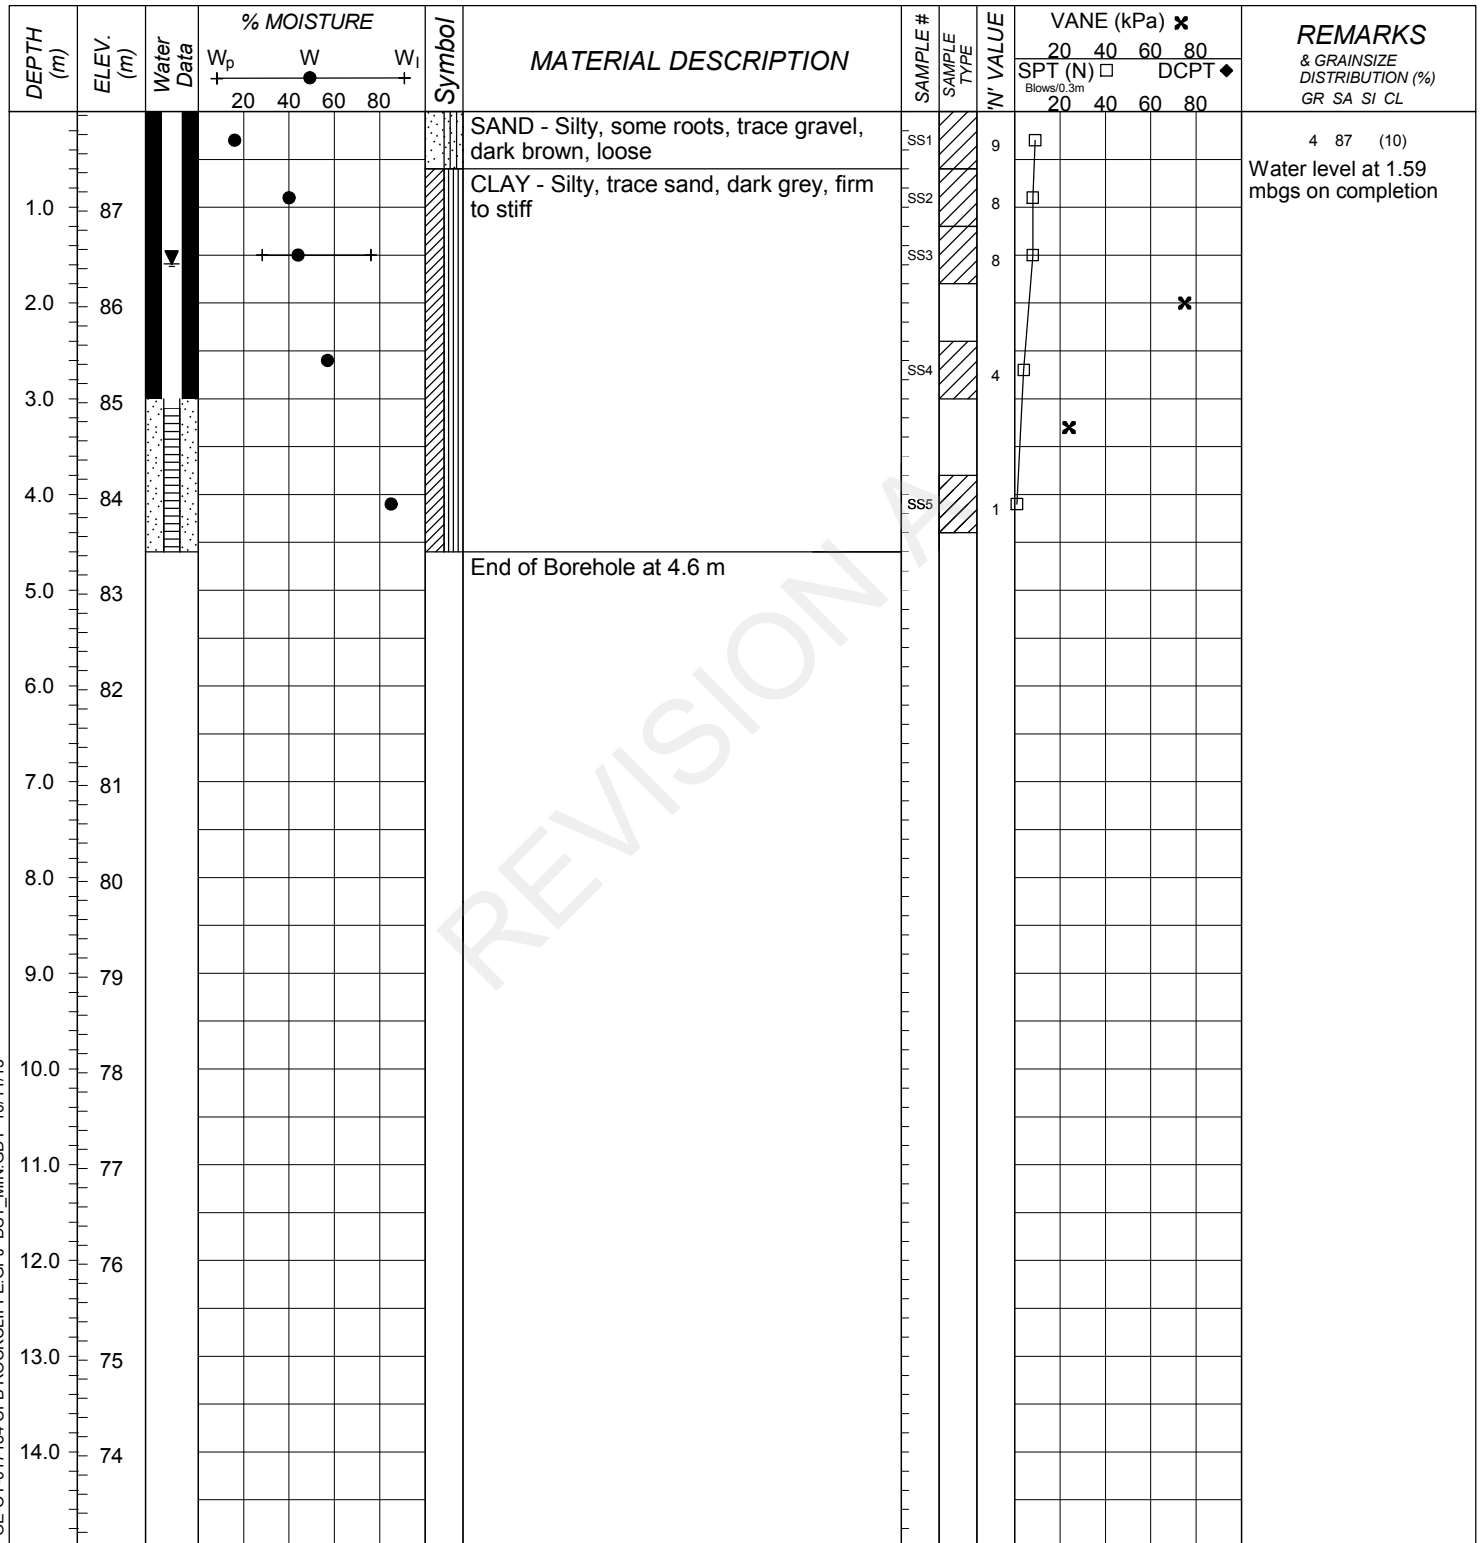 DEPTH
(m)
ELEV.
(m)
Water
Data
% MOISTURE
Wp W Wl
20 40 60 80
Symbol
MATERIAL DESCRIPTION
SAMPLE #
SAMPLE
TYPE
'N' VALUE
VANE (kPa)
20 40 60 80
SPT (N) DCPT
Blows/0.3m
20 40 60 80
REMARKS
& GRAINSIZE
DISTRIBUTION (%)
GR SA SI CL
SAND - Silty, some roots, trace gravel,
dark brown, loose
SS1 9 4 87 (10)
Water level at 1.59
mbgs on completion
CLAY - Silty, trace sand, dark grey, firm
to stiff
SS2 8
1.0 87
SS3 8
2.0 86
SS4 4
3.0 85
4.0 84
SS5 1
End of Borehole at 4.6 m
5.0 83
6.0 82
7.0 81
8.0 80
9.0 79
10.0 78
11.0 77
12.0 76
13.0 75
14.0 74
REVISION A